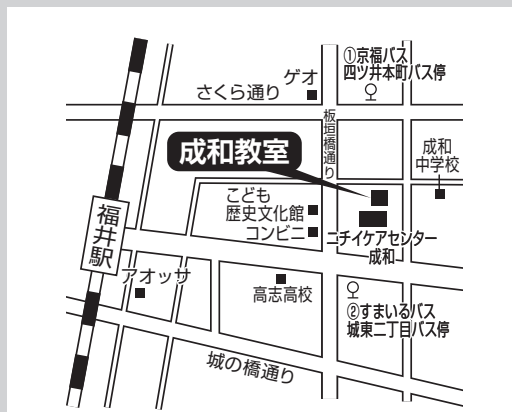 ①京福バス
四ツ井本町バス停
ゲオ
さくら通り
板垣橋通り
成和教室
成和
中学校
こども
歴史文化館
コンビニ
ニチイケアセンター
成和
福井駅
アオッサ
高志高校
②すまいるバス
城東二丁目バス停
城の橋通り